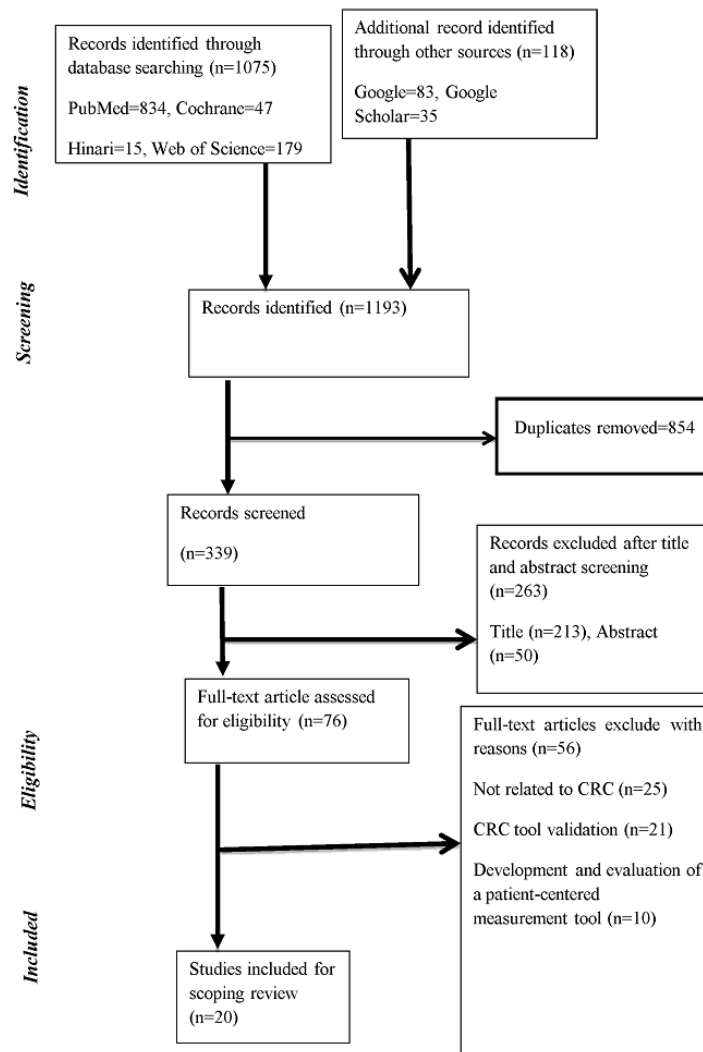 Identification
Records identified through
database searching (n=1075)
PubMed=834, Cochrane=47
Hinari=15, Web of Science=179
Additional record identified
through other sources (n=118)
Google=83, Google
Scholar=35
Screening
Records identified (n=1193)
Duplicates removed=854
Records screened
(n=339)
Records excluded after title
and abstract screening
(n=263)
Title (n=213), Abstract
(n=50)
Eligibility
Full-text article assessed
for eligibility (n=76)
Full-text articles exclude with
reasons (n=56)
Not related to CRC (n=25)
CRC tool validation (n=21)
Development and evaluation of
a patient-centered
measurement tool (n=10)
Included
Studies included for
scoping review
(n=20)